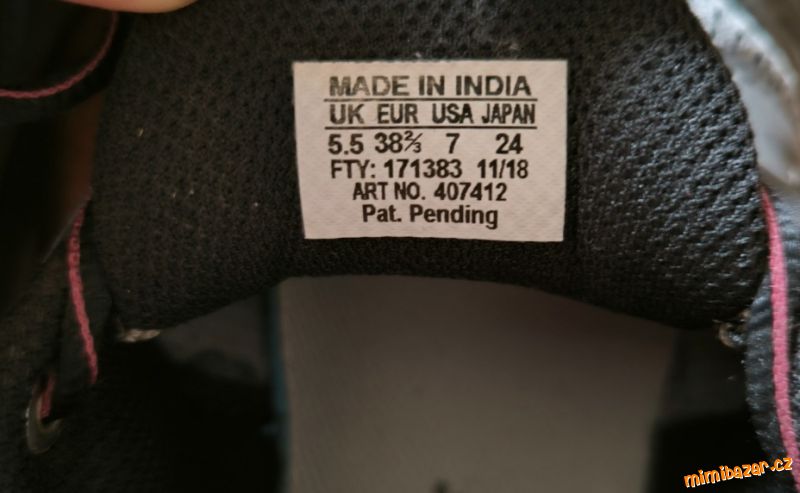 MADE IN INDIA
UK EUR USA JAPAN
5.5 38⅔ 7 24
FTY: 171383 11/18
ART NO. 407412
Pat. Pending
mimibazar.cz